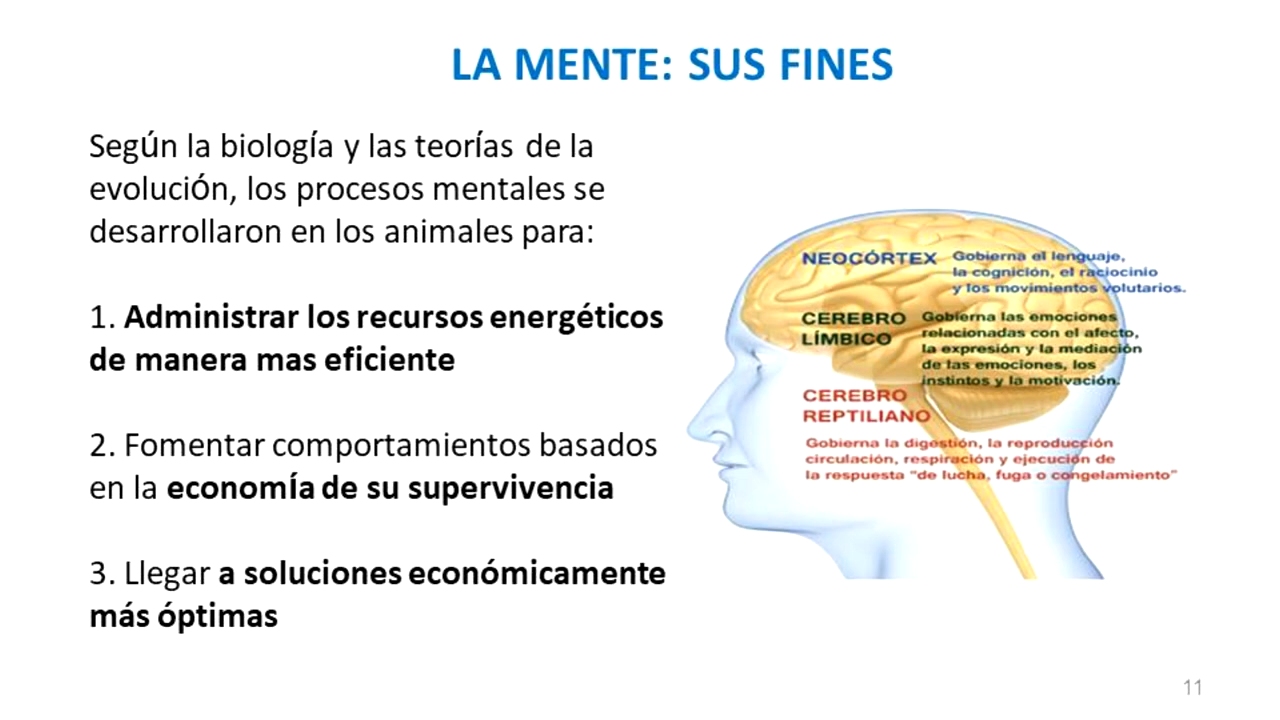 LA MENTE: SUS FINES
Según la biología y las teorías de la
evolución, los procesos mentales se
desarrollaron en los animales para:
1. Administrar los recursos energéticos
de manera mas eficiente
2. Fomentar comportamientos basados
en la economía de su supervivencia
3. Llegar a soluciones económicamente
más óptimas
NEOCÓRTEX
Gobierna el lenguaje,
la cognición, el raciocinio
y los movimientos volutarios.
CEREBRO
LÍMBICO
Gobierna las emociones
relacionadas con el afecto,
la expresión y la mediación
de las emociones, los
instintos y la motivación.
CEREBRO
REPTILIANO
Gobierna la digestión, la reproducción
circulación, respiración y ejecución de
la respuesta "de lucha, fuga o congelamiento"
11